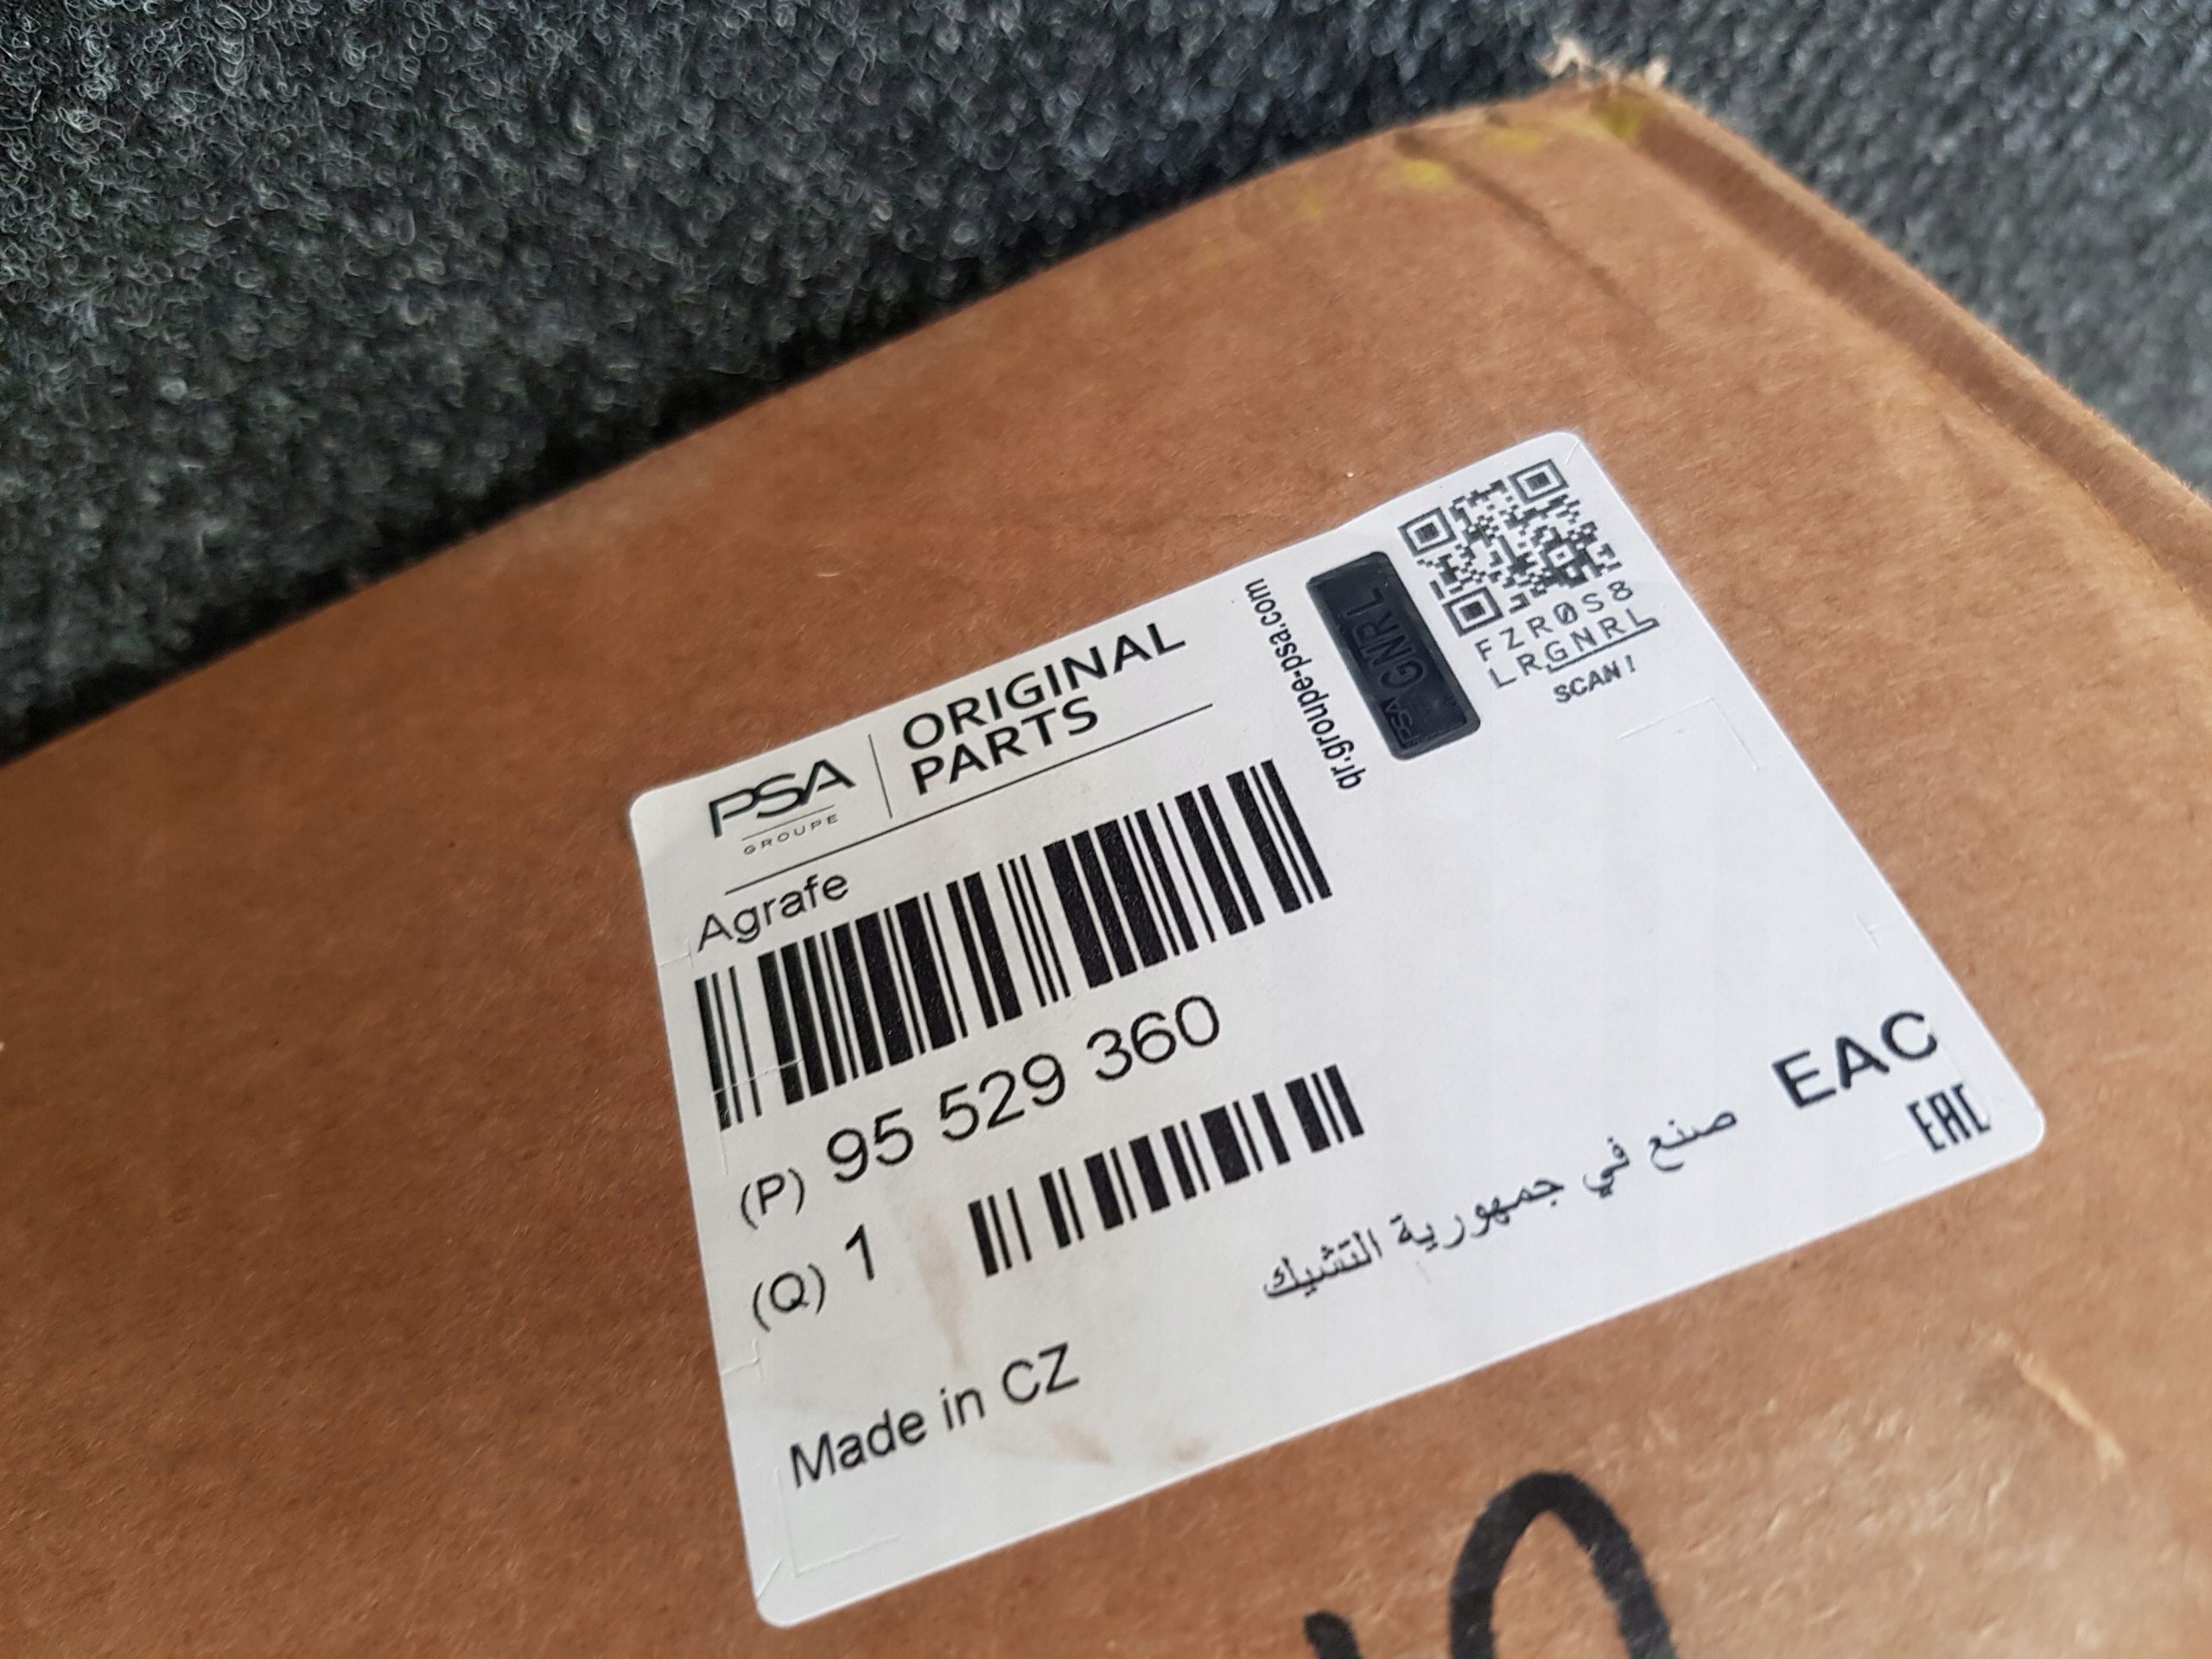 PSA
GROUPE
ORIGINAL
PARTS
qr.groupe-psa.com
GNRL
PSA
FZR0S8
LRGNRL
SCAN!
Agrafe
(P) 95 529 360
(Q) 1
Made in CZ
صنع في جمهورية التشيك
EAC
EAC